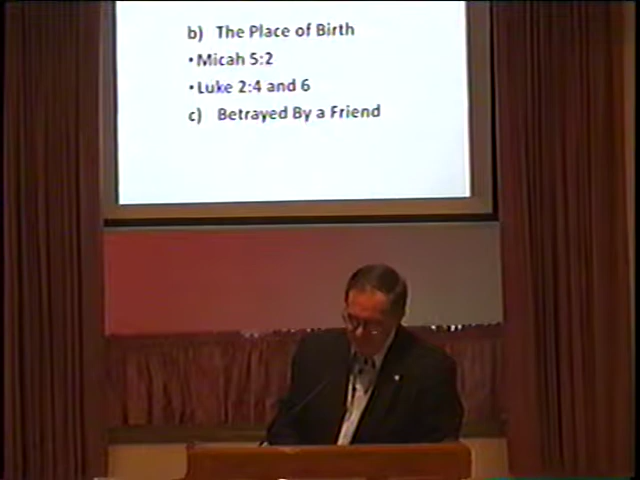 b) The Place of Birth
• Micah 5:2
• Luke 2:4 and 6
c) Betrayed By a Friend